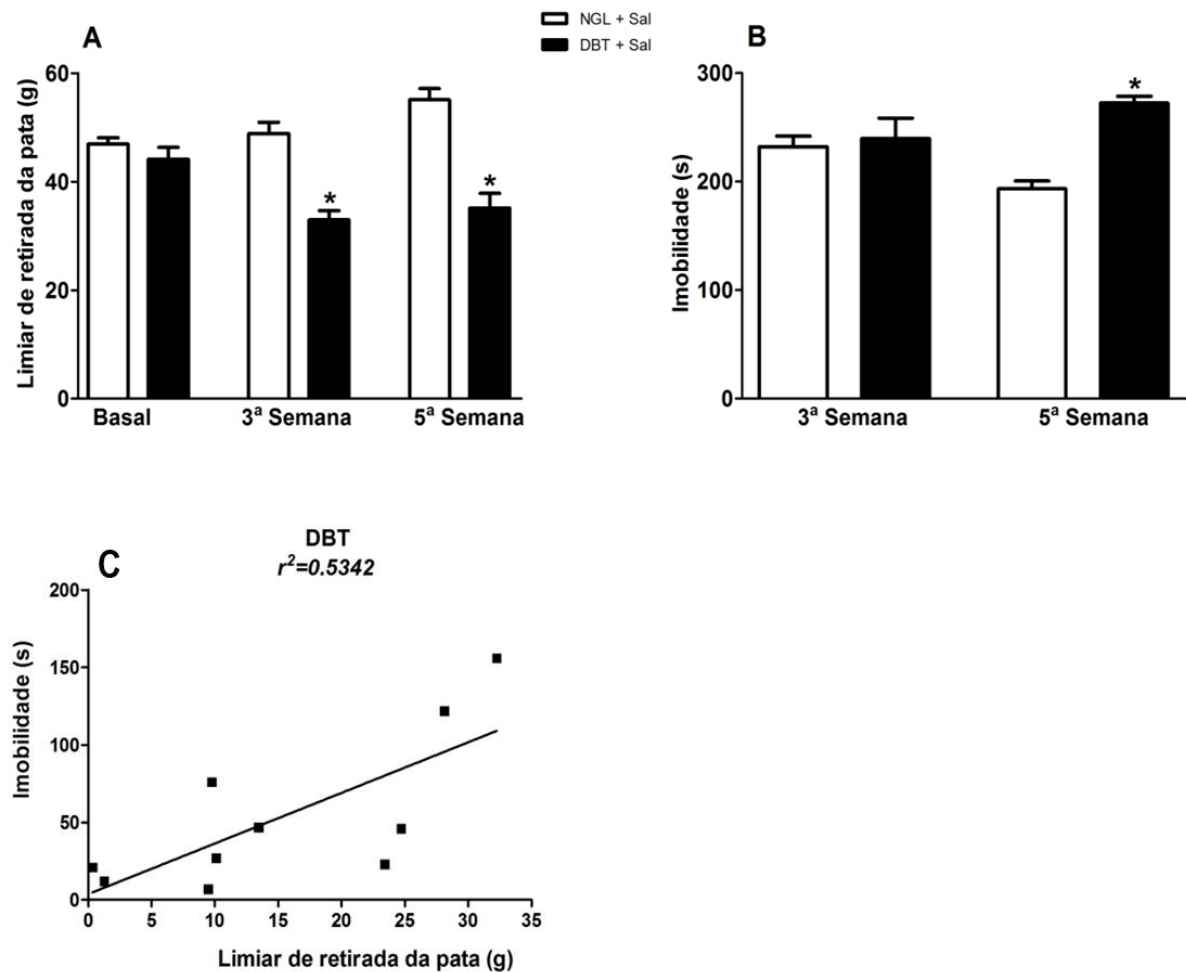 NGL + Sal
DBT + Sal
A
Limiar de retirada da pata (g)
60
40
20
0
*
*
Basal
3ª Semana
5ª Semana
B
Imobilidade (s)
300
200
100
0
*
3ª Semana
5ª Semana
C
DBT
r²=0.5342
Imobilidade (s)
200
150
100
50
0
0
5
10
15
20
25
30
35
Limiar de retirada da pata (g)